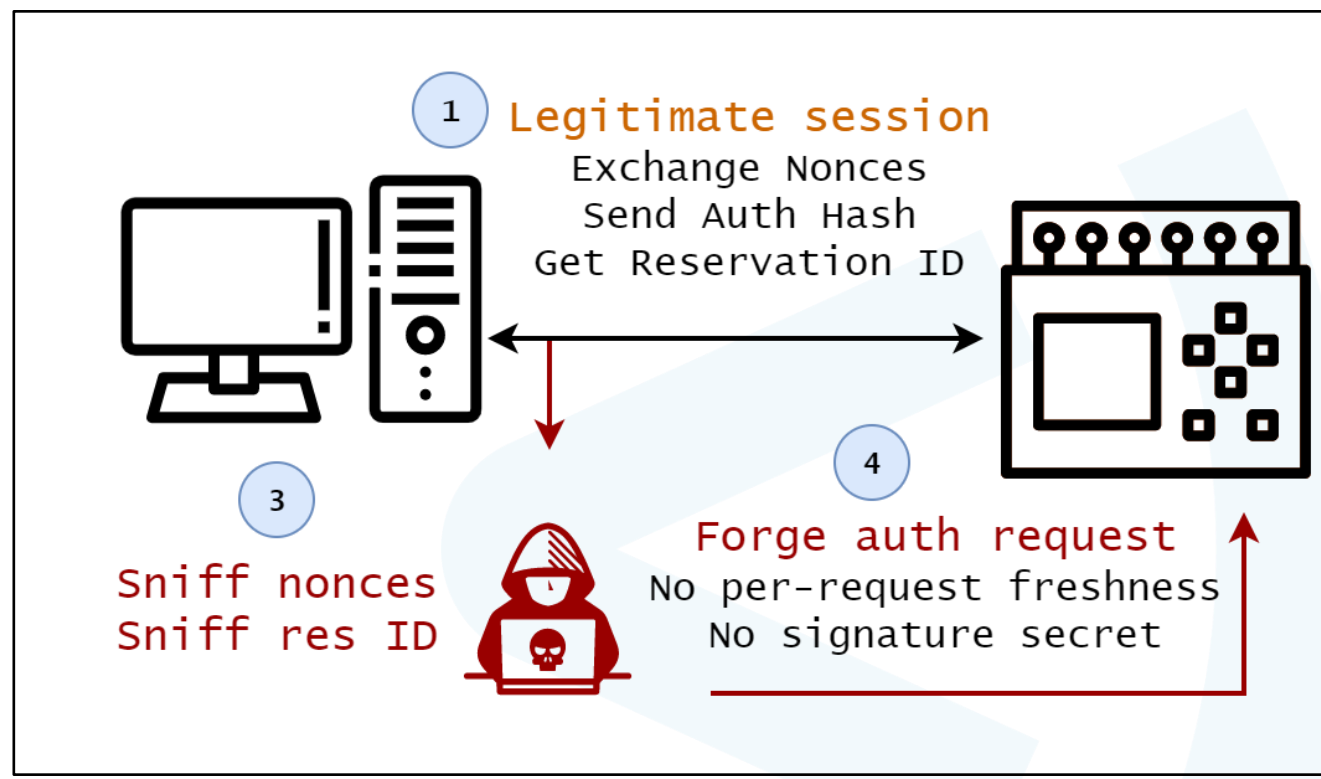 1
Legitimate session
Exchange Nonces
Send Auth Hash
Get Reservation ID
3
Sniff nonces
Sniff res ID
4
Forge auth request
No per-request freshness
No signature secret